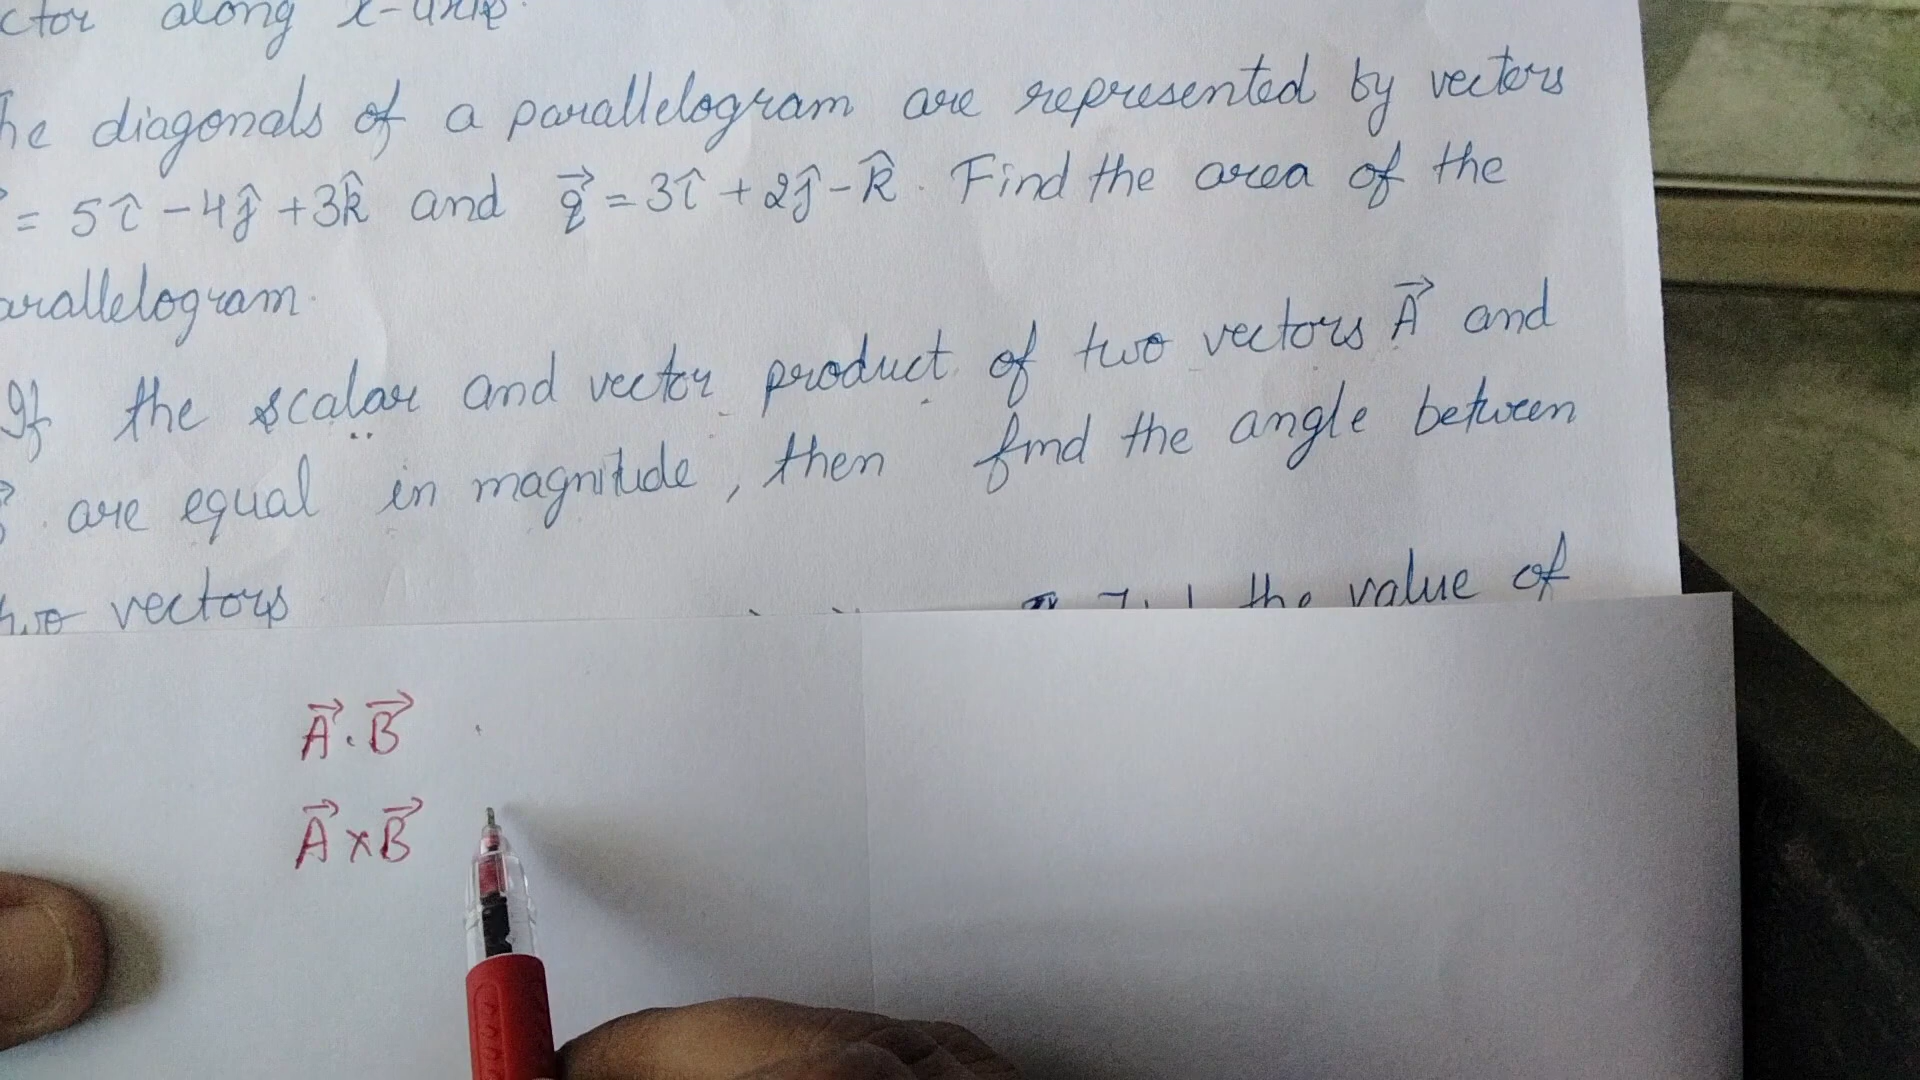 ctor along x-axis.
he diagonals of a parallelogram are represented by vectors
= 5î - 4ĵ + 3k̂ and q⃗ = 3î + 2ĵ - k̂. Find the area of the
arallelogram.
If the scalar and vector product of two vectors A⃗ and
are equal in magnitude, then find the angle between
two vectors
the value of
A⃗.B⃗
A⃗×B⃗